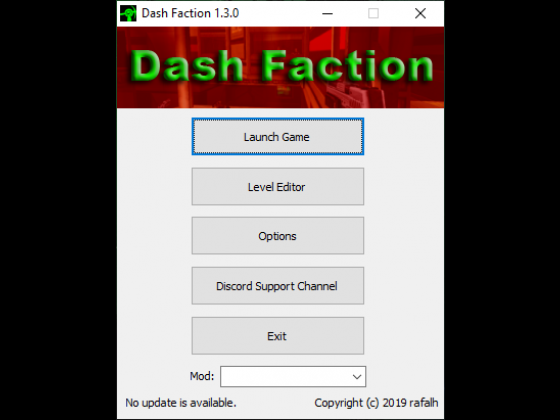 Dash Faction 1.3.0
Dash Faction
Launch Game
Level Editor
Options
Discord Support Channel
Exit
Mod:
No update is available. Copyright (c) 2019 rafalh